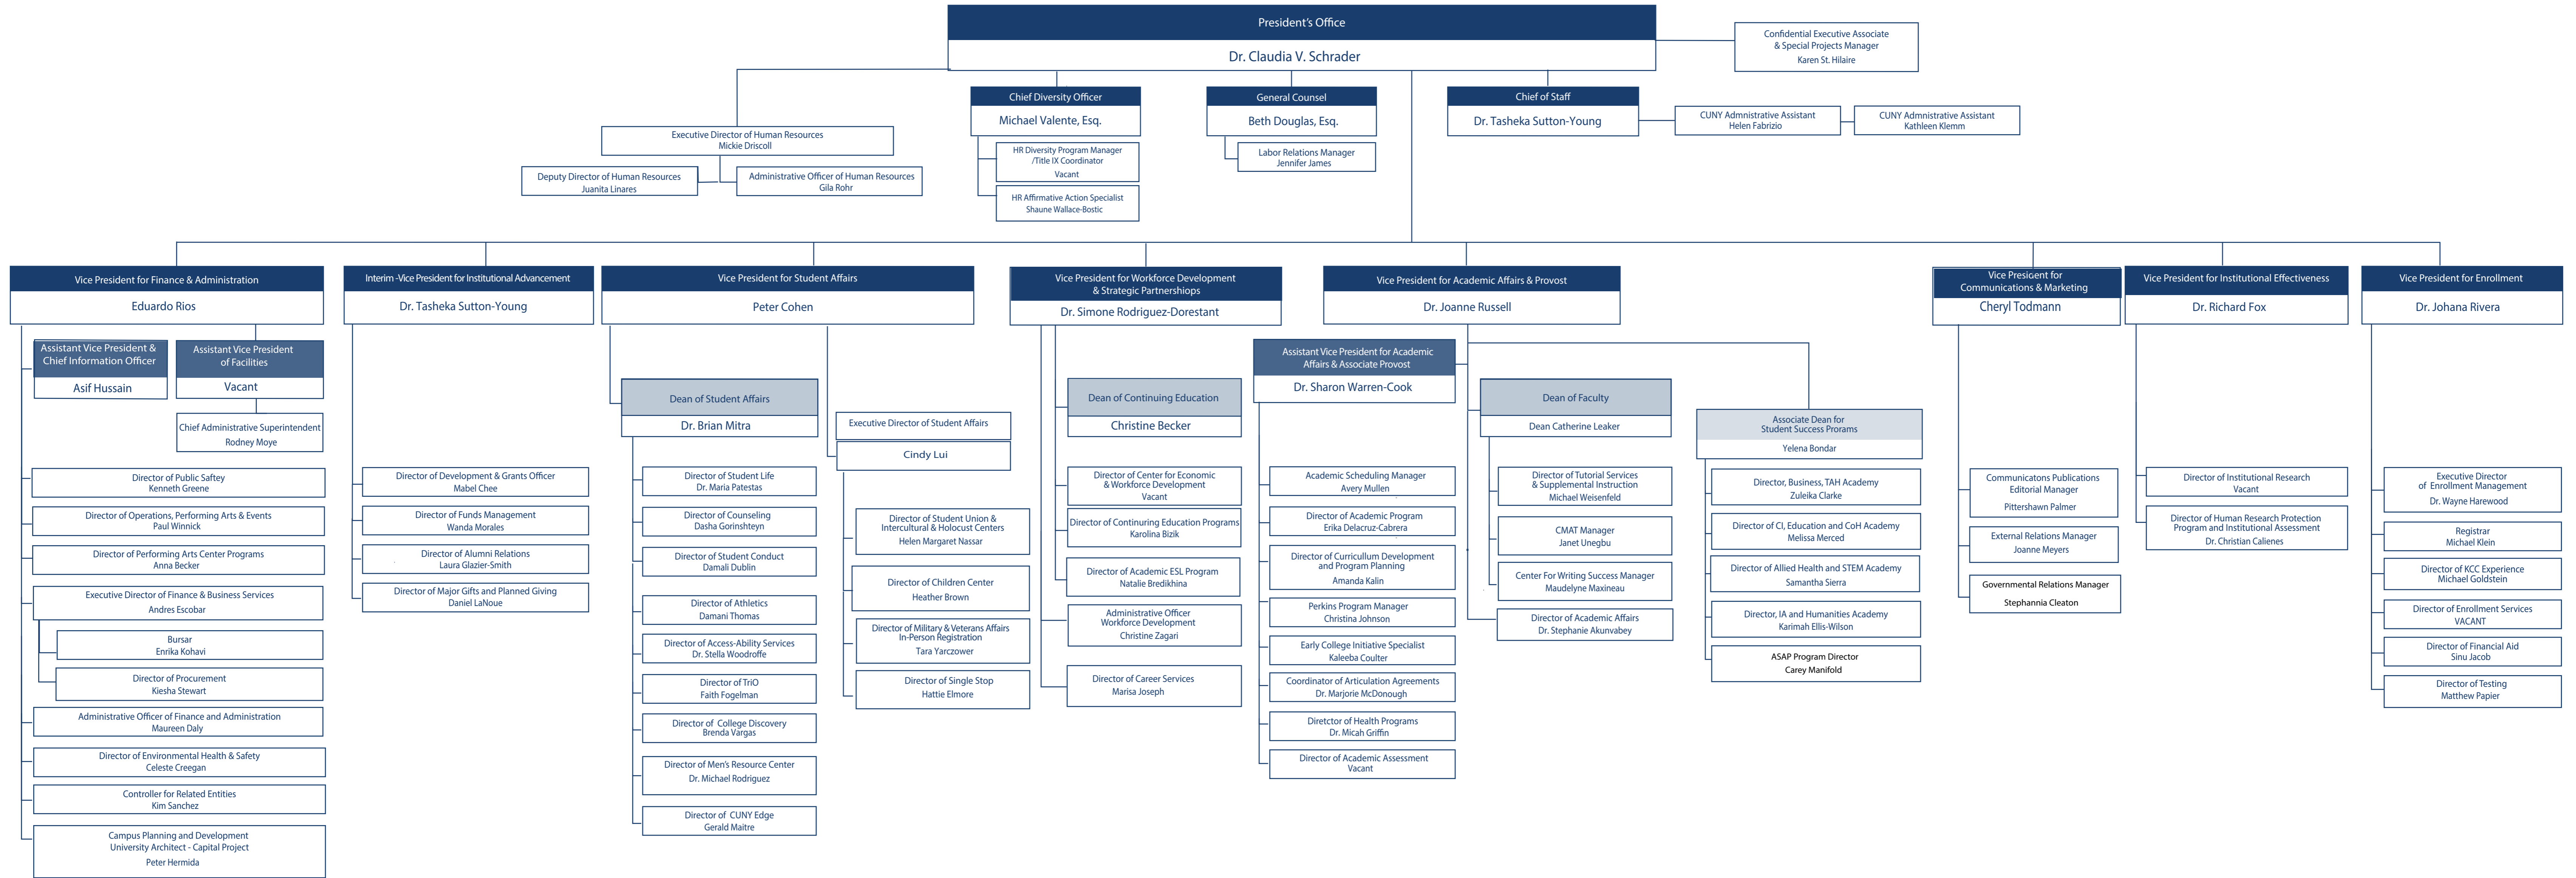 President's Office
Dr. Claudia V. Schrader
Confidential Executive Associate
& Special Projects Manager
Karen St. Hilaire
Executive Director of Human Resources
Mickie Driscoll
Deputy Director of Human Resources
Juanita Linares
Administrative Officer of Human Resources
Gila Rohr
Chief Diversity Officer
Michael Valente, Esq.
HR Diversity Program Manager
/Title IX Coordinator
Vacant
HR Affirmative Action Specialist
Shaune Wallace-Bostic
General Counsel
Beth Douglas, Esq.
Labor Relations Manager
Jennifer James
Chief of Staff
Dr. Tasheka Sutton-Young
CUNY Admnistrative Assistant
Helen Fabrizio
CUNY Admnistrative Assistant
Kathleen Klemm
Vice President for Finance & Administration
Eduardo Rios
Assistant Vice President &
Chief Information Officer
Asif Hussain
Assistant Vice President
of Facilities
Vacant
Chief Administrative Superintendent
Rodney Moye
Director of Public Saftey
Kenneth Greene
Director of Operations, Performing Arts & Events
Paul Winnick
Director of Performing Arts Center Programs
Anna Becker
Executive Director of Finance & Business Services
Andres Escobar
Bursar
Enrika Kohavi
Director of Procurement
Kiesha Stewart
Administrative Officer of Finance and Administration
Maureen Daly
Director of Environmental Health & Safety
Celeste Creegan
Controller for Related Entities
Kim Sanchez
Campus Planning and Development
University Architect - Capital Project
Peter Hermida
Interim -Vice President for Institutional Advancement
Dr. Tasheka Sutton-Young
Director of Development & Grants Officer
Mabel Chee
Director of Funds Management
Wanda Morales
Director of Alumni Relations
Laura Glazier-Smith
Director of Major Gifts and Planned Giving
Daniel LaNoue
Vice President for Student Affairs
Peter Cohen
Dean of Student Affairs
Dr. Brian Mitra
Director of Student Life
Dr. Maria Patestas
Director of Counseling
Dasha Gorinshteyn
Director of Student Conduct
Damali Dublin
Director of Athletics
Damani Thomas
Director of Access-Ability Services
Dr. Stella Woodroffe
Director of TriO
Faith Fogelman
Director of College Discovery
Brenda Vargas
Director of Men's Resource Center
Dr. Michael Rodriguez
Director of CUNY Edge
Gerald Maitre
Executive Director of Student Affairs
Cindy Lui
Director of Student Union &
Intercultural & Holocust Centers
Helen Margaret Nassar
Director of Children Center
Heather Brown
Director of Military & Veterans Affairs
In-Person Registration
Tara Yarczower
Director of Single Stop
Hattie Elmore
Vice President for Workforce Development
& Strategic Partnershiops
Dr. Simone Rodriguez-Dorestant
Dean of Continuing Education
Christine Becker
Director of Center for Economic
& Workforce Development
Vacant
Director of Continuring Education Programs
Karolina Bizik
Director of Academic ESL Program
Natalie Bredikhina
Administrative Officer
Workforce Development
Christine Zagari
Director of Career Services
Marisa Joseph
Vice President for Academic Affairs & Provost
Dr. Joanne Russell
Assistant Vice President for Academic
Affairs & Associate Provost
Dr. Sharon Warren-Cook
Academic Scheduling Manager
Avery Mullen
Director of Academic Program
Erika Delacruz-Cabrera
Director of Curricullum Development
and Program Planning
Amanda Kalin
Perkins Program Manager
Christina Johnson
Early College Initiative Specialist
Kaleeba Coulter
Coordinator of Articulation Agreements
Dr. Marjorie McDonough
Diretctor of Health Programs
Dr. Micah Griffin
Director of Academic Assessment
Vacant
Dean of Faculty
Dean Catherine Leaker
Director of Tutorial Services
& Supplemental Instruction
Michael Weisenfeld
CMAT Manager
Janet Unegbu
Center For Writing Success Manager
Maudelyne Maxineau
Director of Academic Affairs
Dr. Stephanie Akunvabey
Associate Dean for
Student Success Prorams
Yelena Bondar
Director, Business, TAH Academy
Zuleika Clarke
Director of CI, Education and CoH Academy
Melissa Merced
Director of Allied Health and STEM Academy
Samantha Sierra
Director, IA and Humanities Academy
Karimah Ellis-Wilson
ASAP Program Director
Carey Manifold
Vice President for
Communications & Marketing
Cheryl Todmann
Communicatons Publications
Editorial Manager
Pittershawn Palmer
External Relations Manager
Joanne Meyers
Governmental Relations Manager
Stephannia Cleaton
Vice President for Institutional Effectiveness
Dr. Richard Fox
Director of Institutional Research
Vacant
Director of Human Research Protection
Program and Institutional Assessment
Dr. Christian Calienes
Vice President for Enrollment
Dr. Johana Rivera
Executive Director
of Enrollment Management
Dr. Wayne Harewood
Registrar
Michael Klein
Director of KCC Experience
Michael Goldstein
Director of Enrollment Services
VACANT
Director of Financial Aid
Sinu Jacob
Director of Testing
Matthew Papier